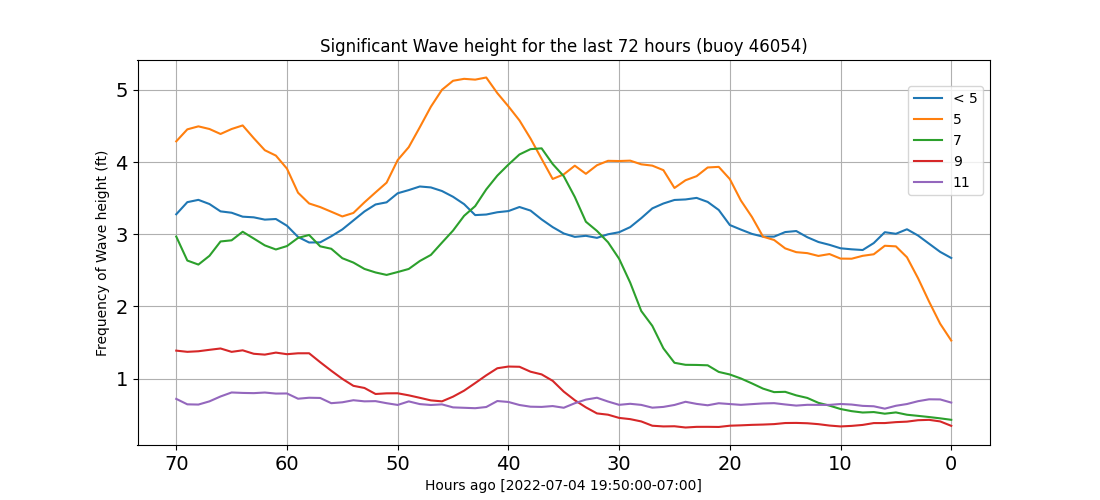 Significant Wave height for the last 72 hours (buoy 46054)
Frequency of Wave height (ft)
5
4
3
2
1
< 5
5
7
9
11
70 60 50 40 30 20 10 0
Hours ago [2022-07-04 19:50:00-07:00]